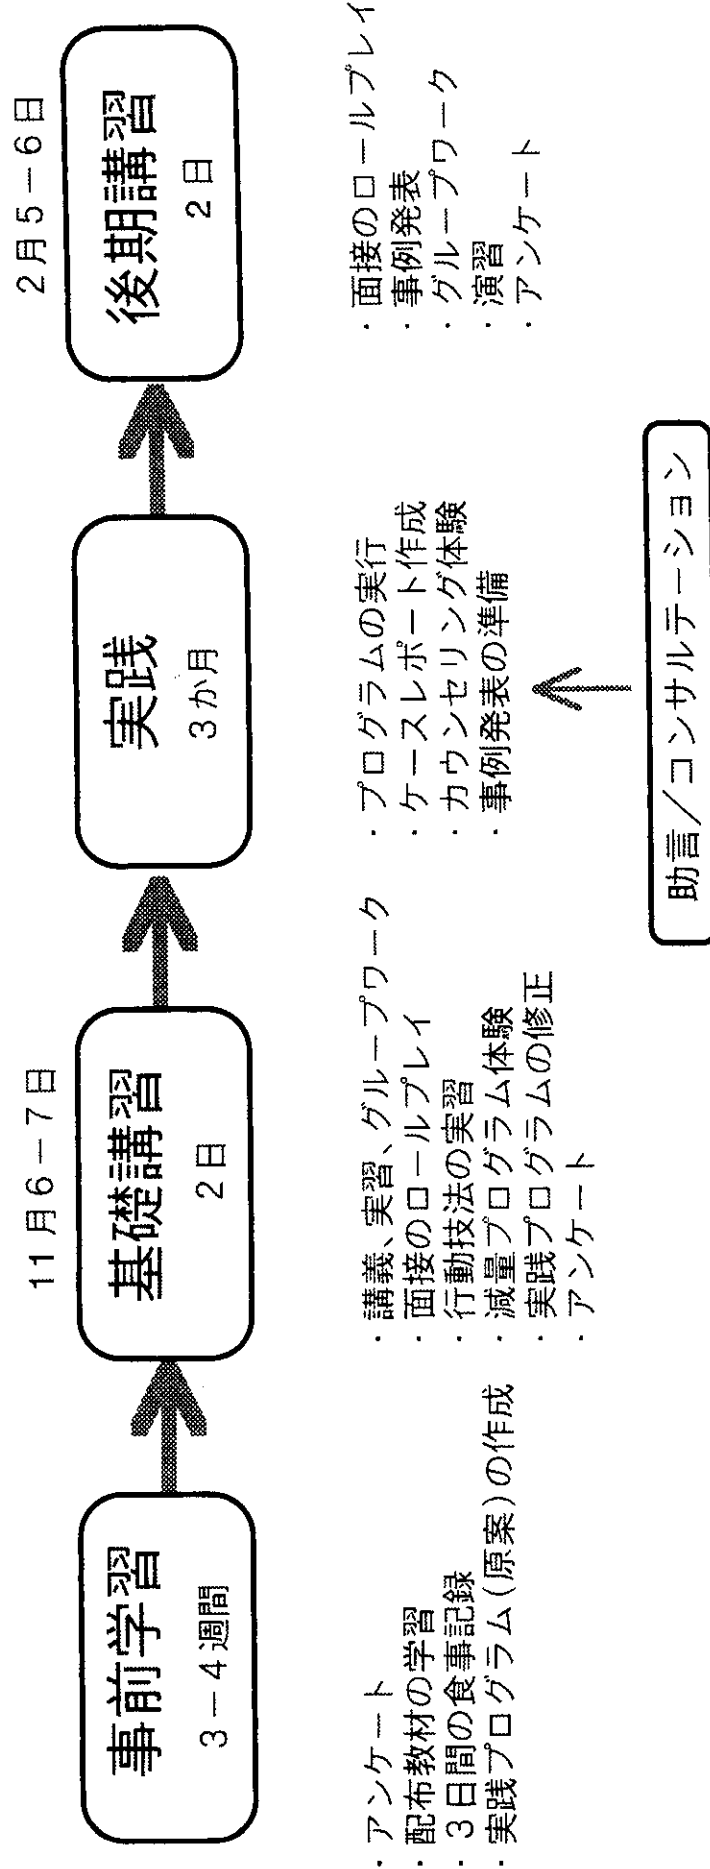 事前学習
3－4週間
・アンケート
・配布教材の学習
・3日間の食事記録
・実践プログラム(原案)の作成
11月6－7日
基礎講習
2日
・講義、実習、グループワーク
・面接のロールプレイ
・行動技法の実習
・減量プログラム体験
・実践プログラムの修正
・アンケート
実践
3か月
・プログラムの実行
・ケースレポート作成
・カウンセリング体験
・事例発表の準備
助言／コンサルテーション
2月5－6日
後期講習
2日
・面接のロールプレイ
・事例発表
・グループワーク
・演習
・アンケート